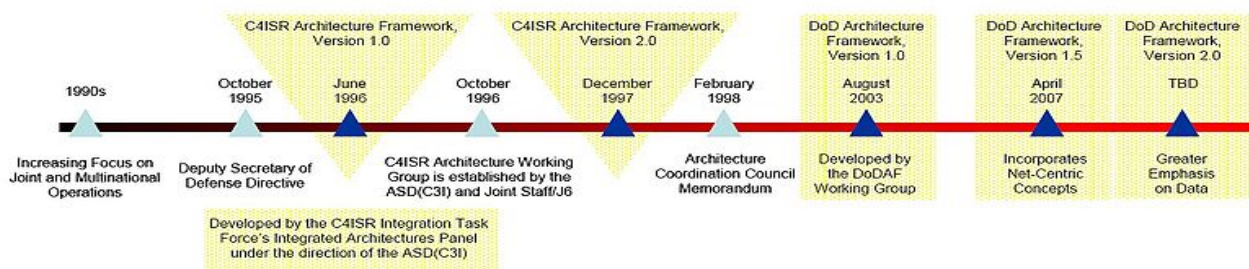 C4ISR Architecture Framework,
Version 1.0
C4ISR Architecture Framework,
Version 2.0
DoD Architecture
Framework,
Version 1.0
DoD Architecture
Framework,
Version 1.5
DoD Architecture
Framework,
Version 2.0
1990s
October
1995
June
1996
October
1996
December
1997
February
1998
August
2003
April
2007
TBD
Increasing Focus on
Joint and Multinational
Operations
Deputy Secretary of
Defense Directive
C4ISR Architecture Working
Group is established by the
ASD(C3I) and Joint Staff/J6
Architecture
Coordination Council
Memorandum
Developed by
the DoDAF
Working Group
Incorporates
Net-Centric
Concepts
Greater
Emphasis
on Data
Developed by the C4ISR Integration Task
Force's Integrated Architectures Panel
under the direction of the ASD(C3I)